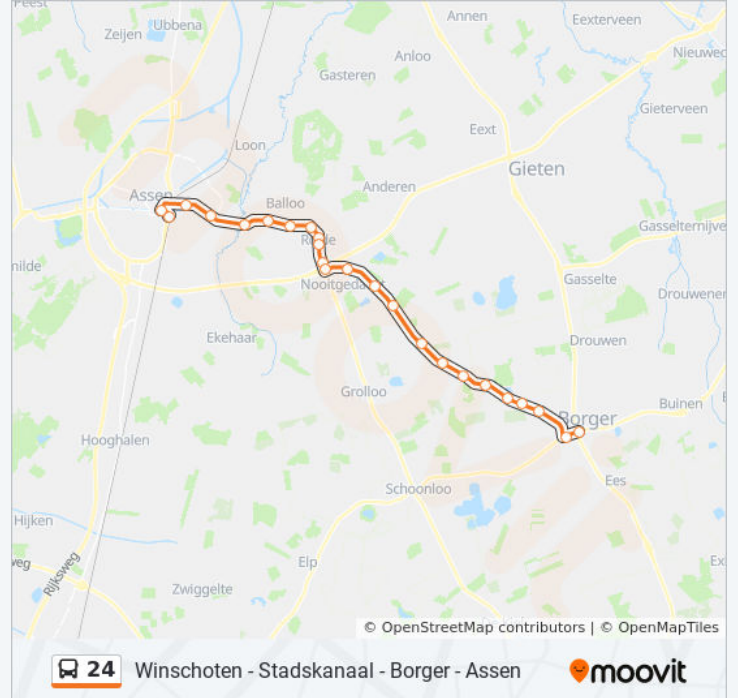 Peest
Ubbena
Zeijen
Annen
Eexterveen
Anloo
Nieuwed
Gasteren
Gieterveen
Eext
Loon
Gieten
Anderen
Assen
Balloo
Gasselternijve
Rolde
milde
Nooitgeda
Gasselte
Drouwener
Ekehaar
Drouwen
Grolloo
Buinen
Borger
Hooghalen
Ees
Schoonloo
Hijken
Elp
Ex
weg
Rijksweg
Zwiggelte
© OpenStreetMap contributors | © OpenMapTiles
24 Winschoten - Stadskanaal - Borger - Assen moovit